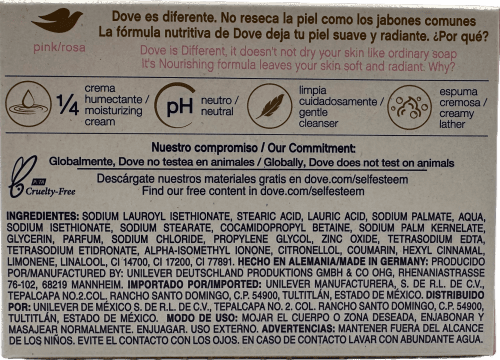 Dove es diferente. No reseca la piel como los jabones comunes
La fórmula nutritiva de Dove deja tu piel suave y radiante. ¿Por qué?
pink/rosa
Dove is Different, it doesn't dry your skin like ordinary soap
It's Nourishing formula leaves your skin soft and radiant. Why?
1/4
crema
humectante /
moisturizing
cream
pH
neutro /
neutral
limpia
cuidadosamente /
gentle
cleanser
espuma
cremosa /
creamy
lather
Nuestro compromiso / Our Commitment:
Globalmente, Dove no testea en animales / Globally, Dove does not test on animals
Cruelty-Free
Descárgate nuestros materiales gratis en dove.com/selfesteem
Find our free content in dove.com/selfesteem
INGREDIENTES: SODIUM LAUROYL ISETHIONATE, STEARIC ACID, LAURIC ACID, SODIUM PALMATE, AQUA,
SODIUM ISETHIONATE, SODIUM STEARATE, COCAMIDOPROPYL BETAINE, SODIUM PALM KERNELATE,
GLYCERIN, PARFUM, SODIUM CHLORIDE, PROPYLENE GLYCOL, ZINC OXIDE, TETRASODIUM EDTA,
TETRASODIUM ETIDRONATE, ALPHA-ISOMETHYL IONONE, CITRONELLOL COUMARIN, HEXYL CINNAMAL,
LIMONENE, LINALOOL, CI 14700, CI 17200, CI 77891. HECHO EN ALEMANIA/MADE IN GERMANY: PRODUCIDO
POR/MANUFACTURED BY: UNILEVER DEUTSCHLAND PRODUKTIONS GMBH & CO OHG, RHENANIASTRASSE
76-102, 68219 MANNHEIM. IMPORTADO POR/IMPORTED: UNILEVER MANUFACTURERA, S. DE R.L. DE C.V.,
TEPALCAPA NO.2.COL. RANCHO SANTO DOMINGO, C.P. 54900, TULTITLÁN, ESTADO DE MÉXICO. DISTRIBUIDO
POR: UNILEVER DE MÉXICO S. DE R.L. DE C.V., TEPALCAPA NO. 2. COL. RANCHO SANTO DOMINGO, C.P. 54900,
TULTITLÁN, ESTADO DE MÉXICO. MODO DE USO: MOJAR EL CUERPO O ZONA DESEADA, ENJABONAR Y
MASAJEAR NORMALMENTE. ENJUAGAR. USO EXTERNO. ADVERTENCIAS: MANTENER FUERA DEL ALCANCE
DE LOS NIÑOS. EVITE EL CONTACTO CON LOS OJOS. EN CASO DE CONTACTO LAVAR CON ABUNDANTE AGUA.